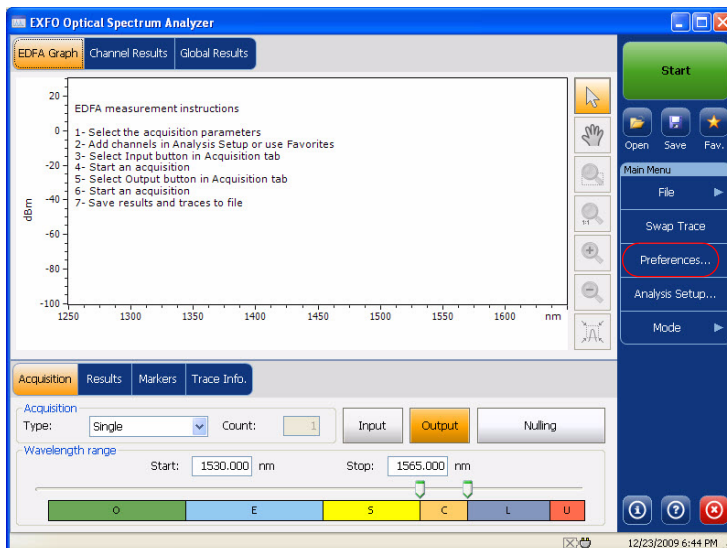 EXFO Optical Spectrum Analyzer
EDFA Graph Channel Results Global Results
Start
Open Save Fav.
Main Menu
File
Swap Trace
Preferences...
Analysis Setup...
Mode
20
0
-20
-40
-60
-80
-100
dBm
EDFA measurement instructions
1- Select the acquisition parameters
2- Add channels in Analysis Setup or use Favorites
3- Select Input button in Acquisition tab
4- Start an acquisition
5- Select Output button in Acquisition tab
6- Start an acquisition
7- Save results and traces to file
1250 1300 1350 1400 1450 1500 1550 1600 nm
1:1
Acquisition Results Markers Trace Info.
Acquisition
Type: Single Count: 1 Input Output Nulling
Wavelength range
Start: 1530.000 nm Stop: 1565.000 nm
O E S C L U
12/23/2009 6:44 PM